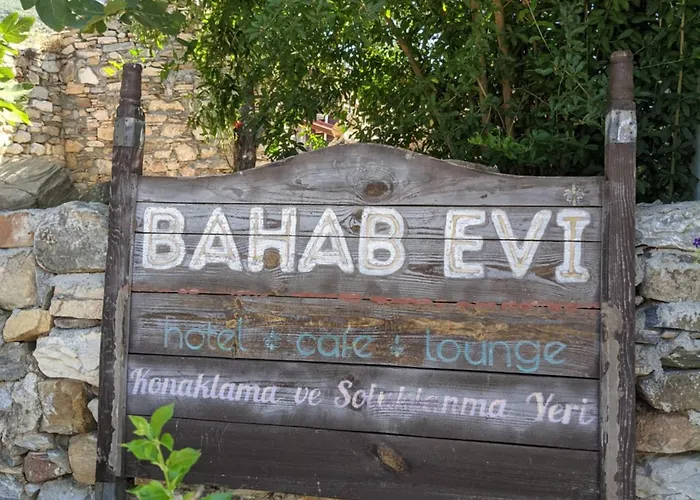 BAHAB EVİ
hotel + cafe + lounge
Konaklama ve Soluklanma Yeri